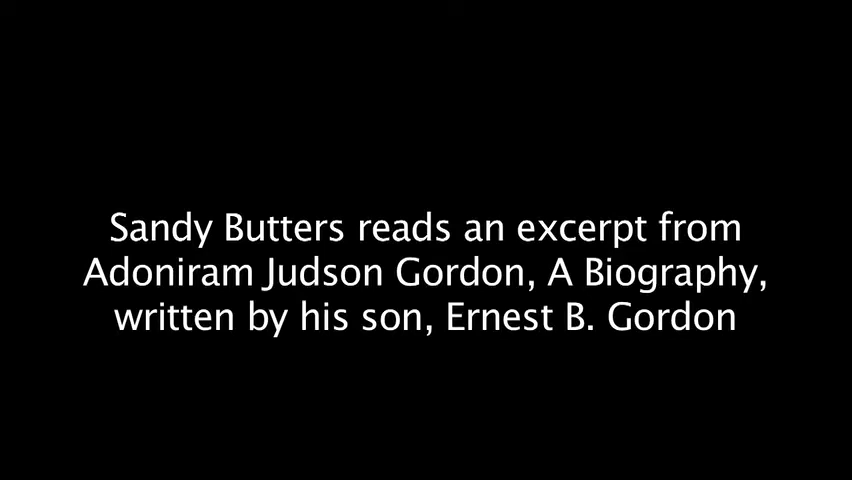 Sandy Butters reads an excerpt from
Adoniram Judson Gordon, A Biography,
written by his son, Ernest B. Gordon